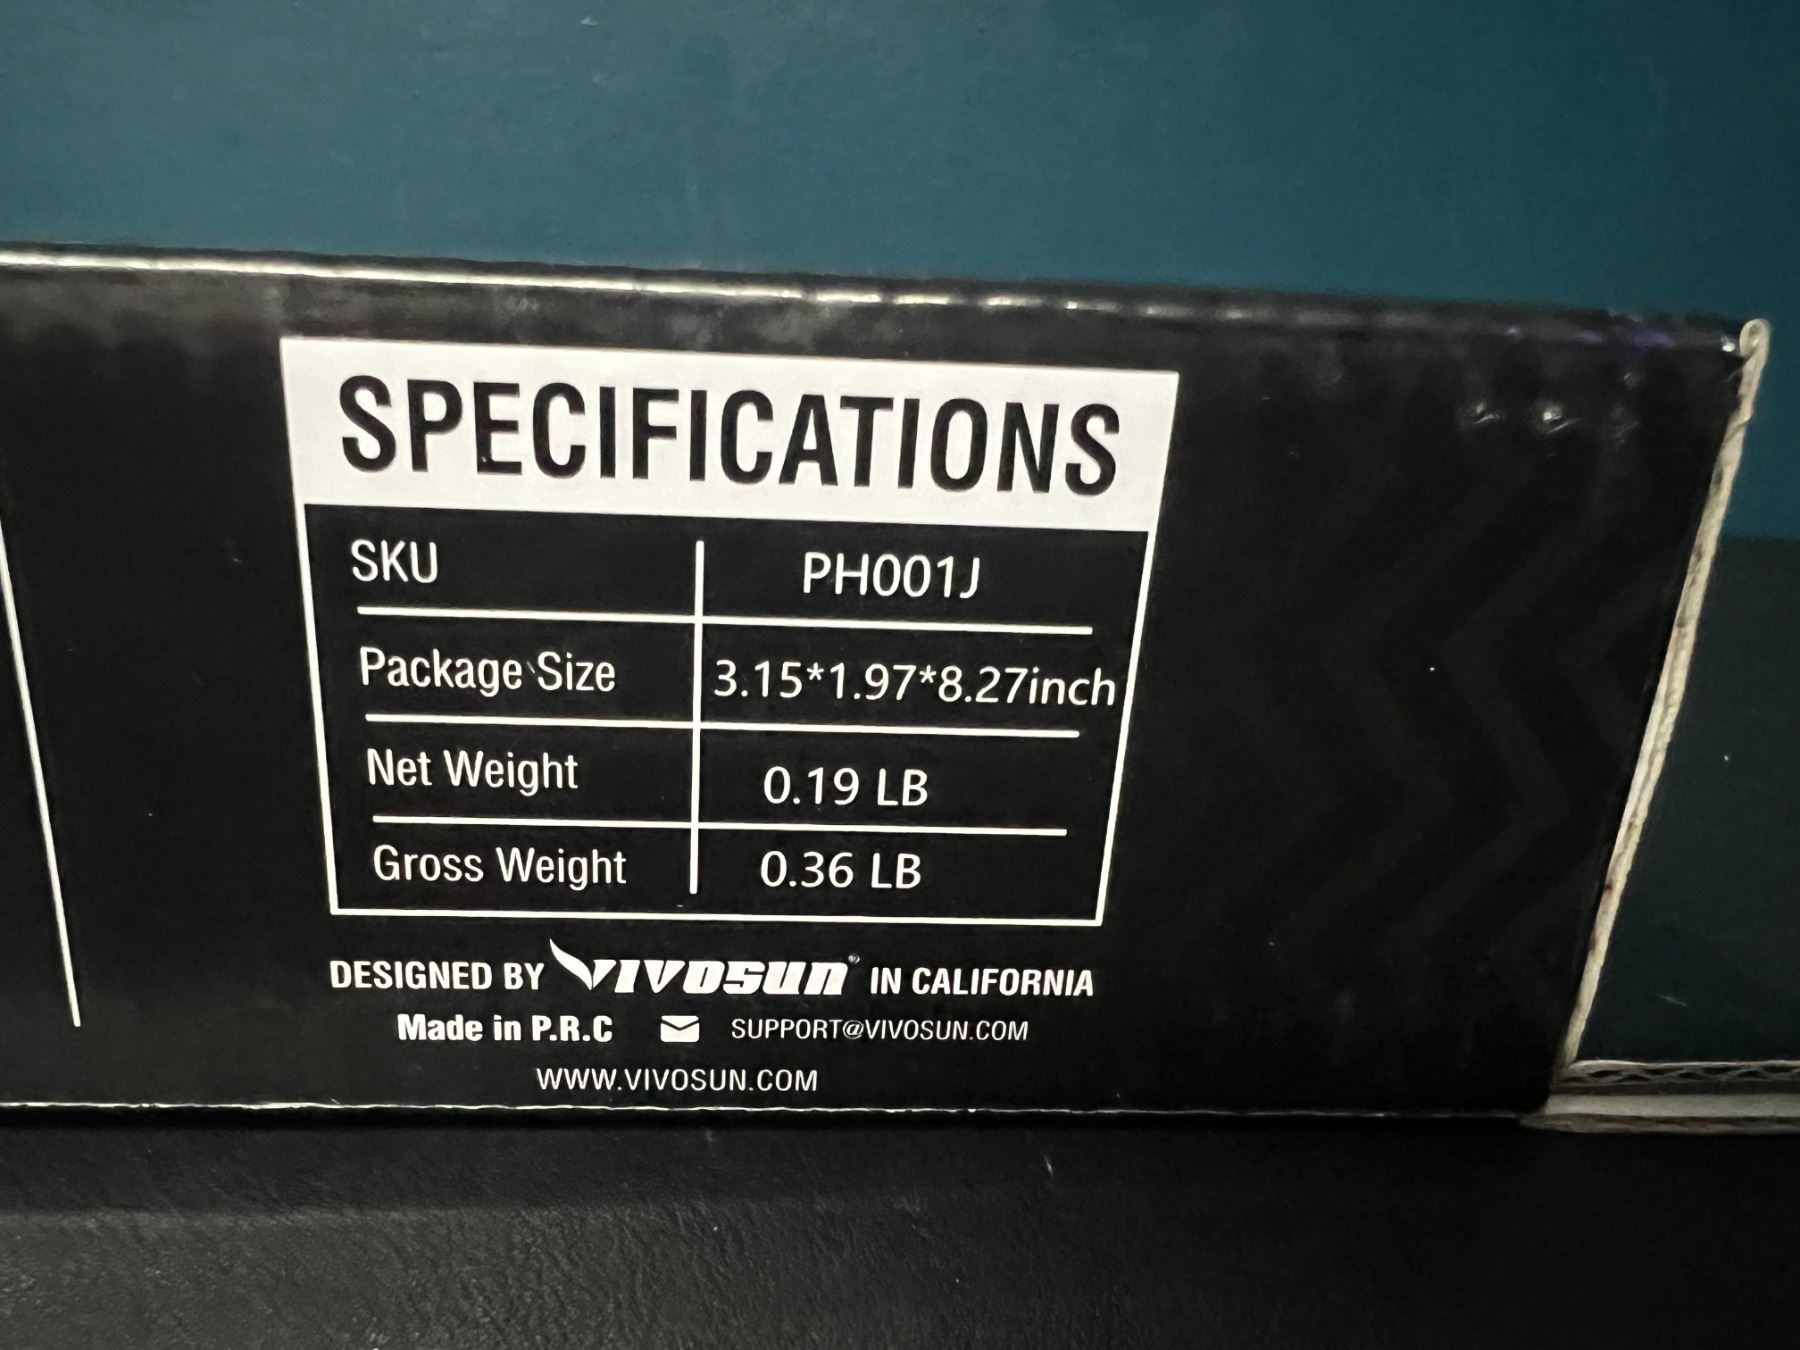 SPECIFICATIONS
SKU PH001J
Package Size 3.15*1.97*8.27inch
Net Weight 0.19 LB
Gross Weight 0.36 LB
DESIGNED BY VIVOSUN® IN CALIFORNIA
Made in P.R.C SUPPORT@VIVOSUN.COM
WWW.VIVOSUN.COM